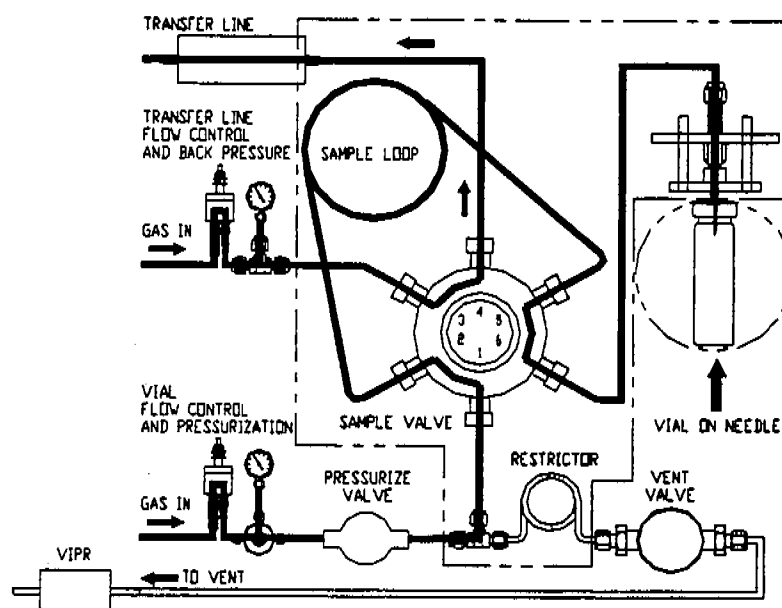 TRANSFER LINE
TRANSFER LINE
FLOW CONTROL
AND BACK PRESSURE
SAMPLE LOOP
GAS IN
3 4 5
2 1 6
SAMPLE VALVE
VIAL ON NEEDLE
VIAL
FLOW CONTROL
AND PRESSURIZATION
PRESSURIZE
VALVE
RESTRICTOR
VENT
VALVE
GAS IN
VIPR
TO VENT